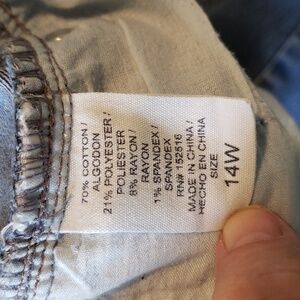 70% COTTON /
ALGODON
21% POLYESTER /
POLIESTER
8% RAYON /
RAYON
1% SPANDEX /
SPANDEX
RN# 152516
MADE IN CHINA /
HECHO EN CHINA
SIZE
14W